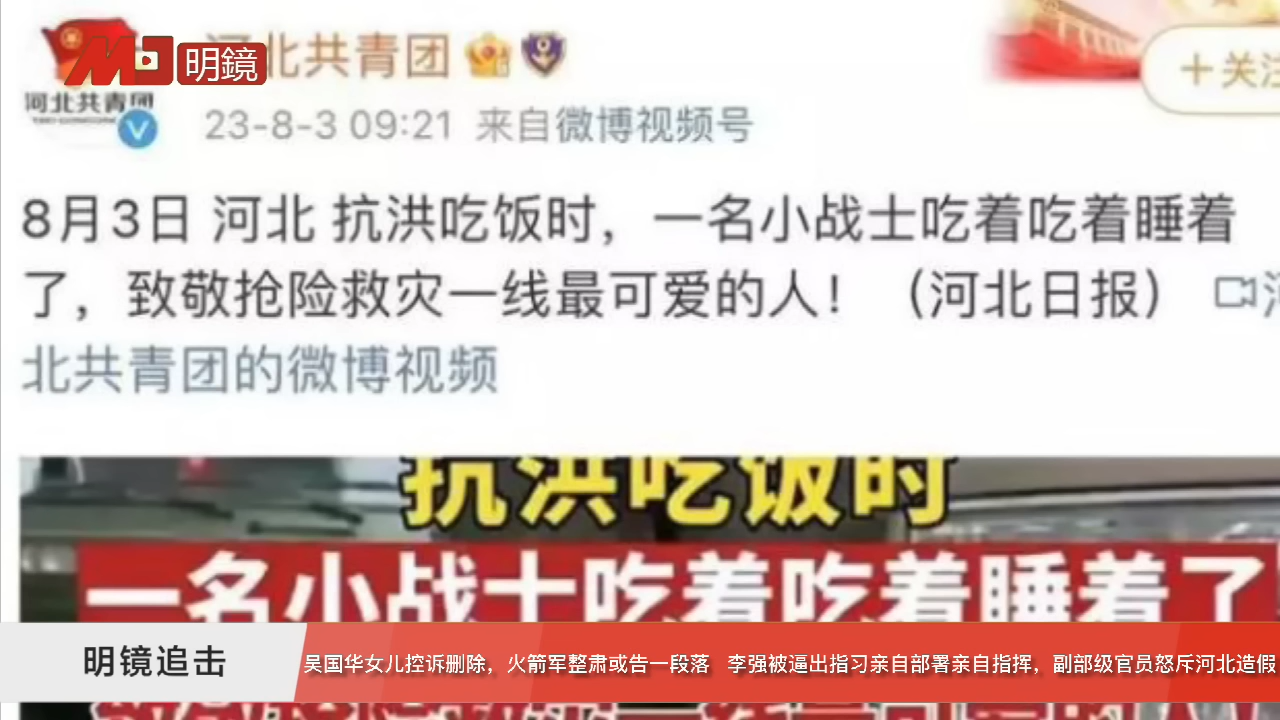 明鏡
河北共青团
河北共青团
23-8-3 09:21 来自微博视频号
+关注
8月3日 河北 抗洪吃饭时，一名小战士吃着吃着睡着
了，致敬抢险救灾一线最可爱的人！（河北日报）
北共青团的微博视频
抗洪吃饭时
一名小战士吃着吃着睡着了
明镜追击
吴国华女儿控诉删除，火箭军整肃或告一段落 李强被逼出指习亲自部署亲自指挥，副部级官员怒斥河北造假